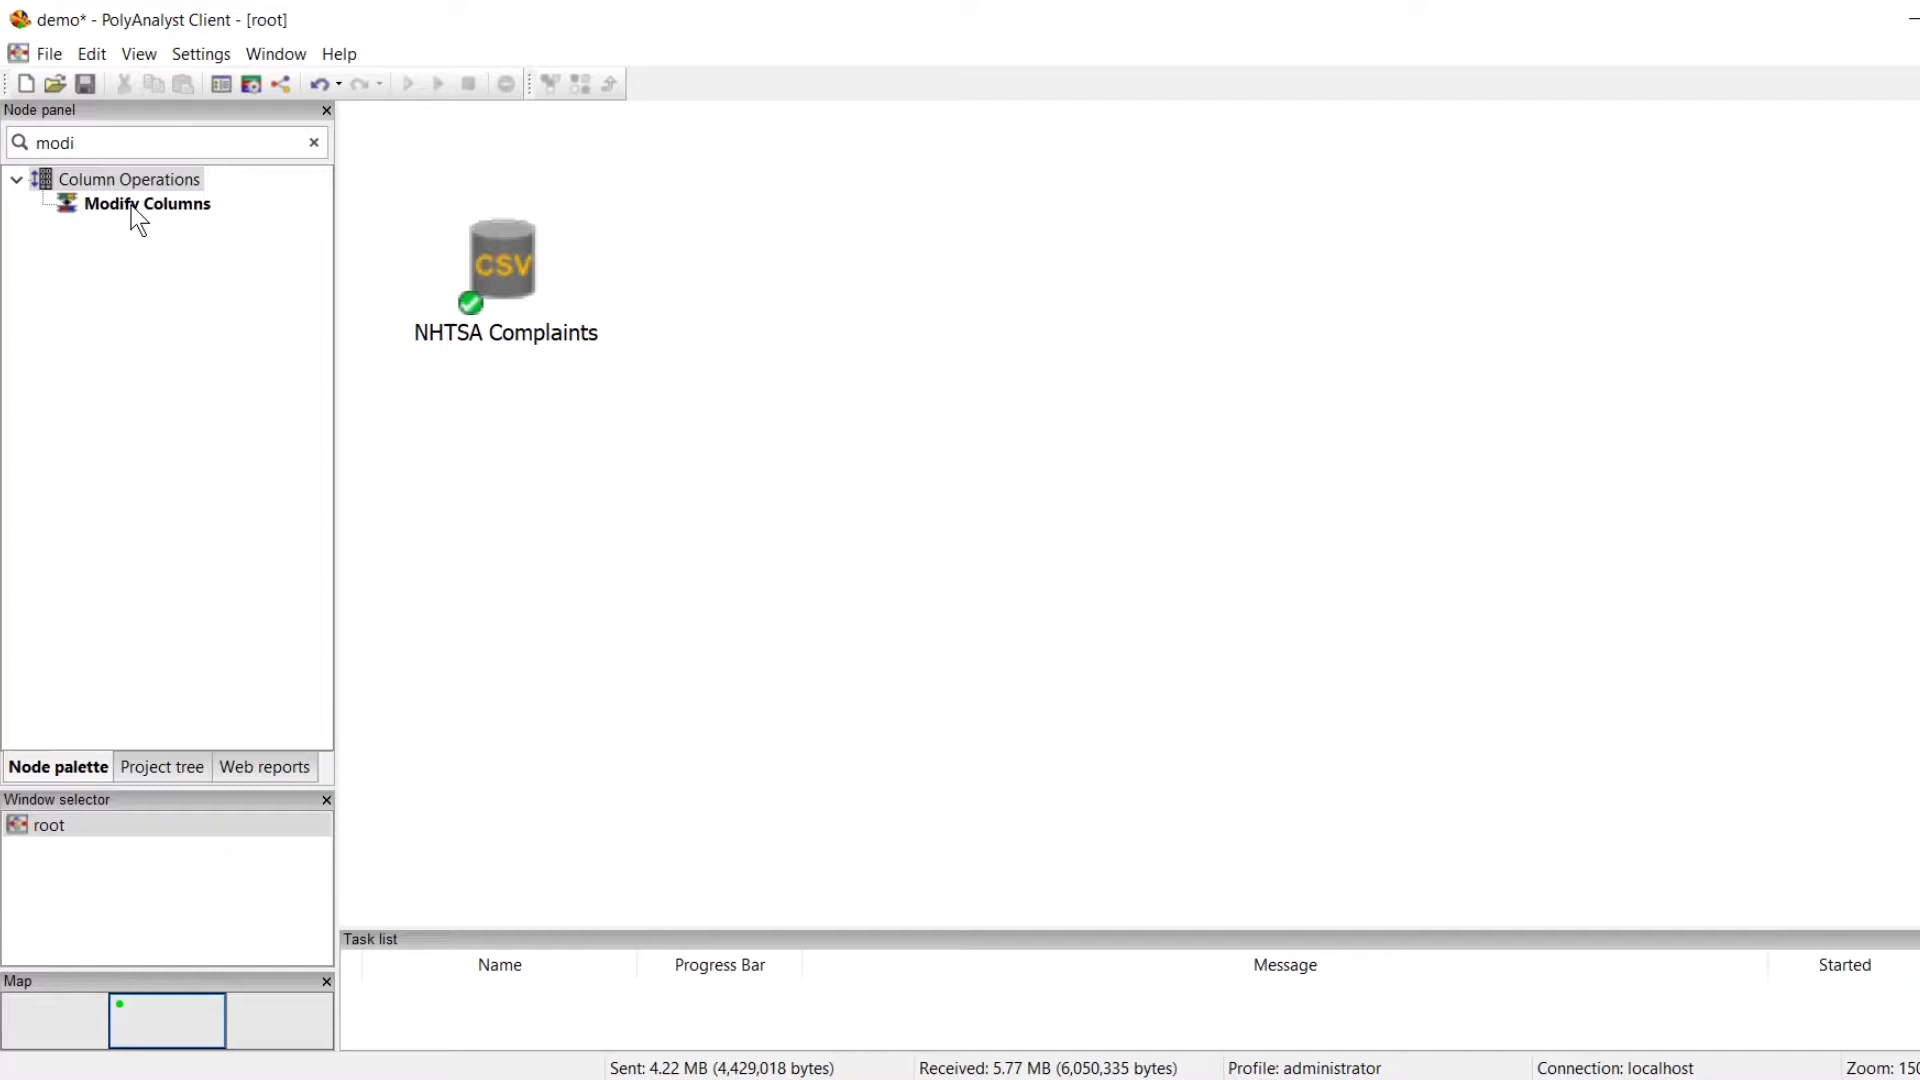 demo* - PolyAnalyst Client - [root]
File Edit View Settings Window Help
Node panel
modi
Column Operations
Modify Columns
CSV
NHTSA Complaints
Node palette Project tree Web reports
Window selector
root
Task list
Name Progress Bar Message Started
Map
Sent: 4.22 MB (4,429,018 bytes) Received: 5.77 MB (6,050,335 bytes) Profile: administrator Connection: localhost Zoom: 150